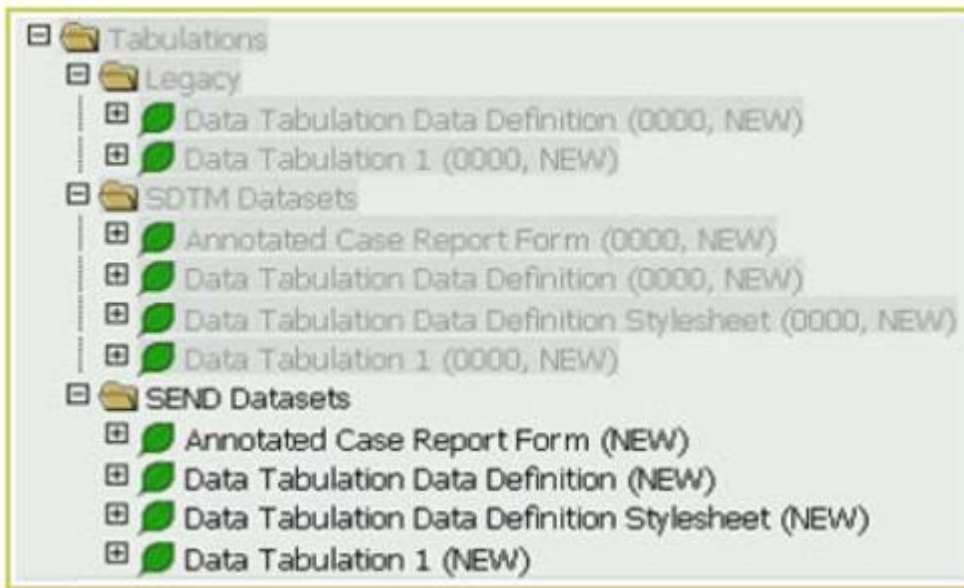 Tabulations
Legacy
Data Tabulation Data Definition (0000, NEW)
Data Tabulation 1 (0000, NEW)
SDTM Datasets
Annotated Case Report Form (0000, NEW)
Data Tabulation Data Definition (0000, NEW)
Data Tabulation Data Definition Stylesheet (0000, NEW)
Data Tabulation 1 (0000, NEW)
SEND Datasets
Annotated Case Report Form (NEW)
Data Tabulation Data Definition (NEW)
Data Tabulation Data Definition Stylesheet (NEW)
Data Tabulation 1 (NEW)